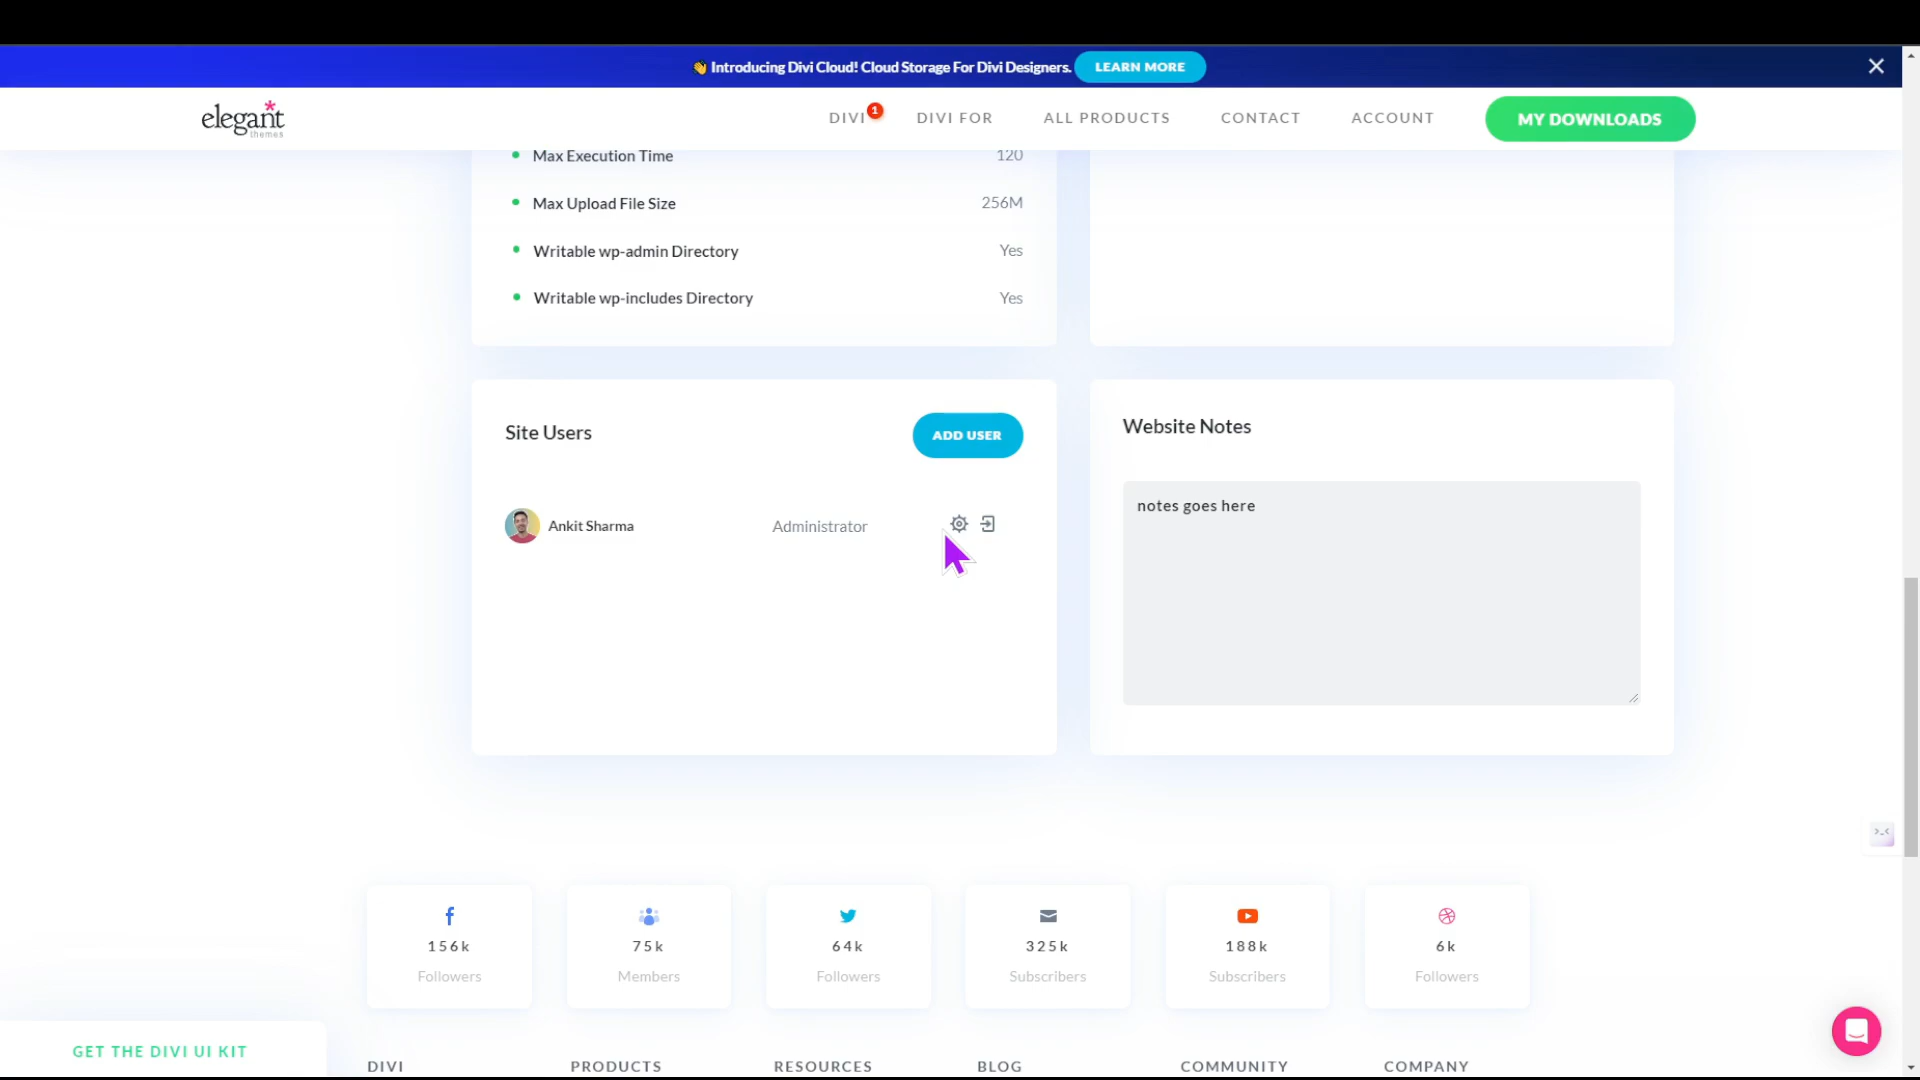 👋 Introducing Divi Cloud! Cloud Storage For Divi Designers. LEARN MORE
elegant themes
DIVI 1 DIVI FOR ALL PRODUCTS CONTACT ACCOUNT MY DOWNLOADS
Max Execution Time 120
Max Upload File Size 256M
Writable wp-admin Directory Yes
Writable wp-includes Directory Yes
Site Users ADD USER
Ankit Sharma Administrator
Website Notes
notes goes here
156k
Followers
75k
Members
64k
Followers
325k
Subscribers
188k
Subscribers
6k
Followers
GET THE DIVI UI KIT
DIVI PRODUCTS RESOURCES BLOG COMMUNITY COMPANY